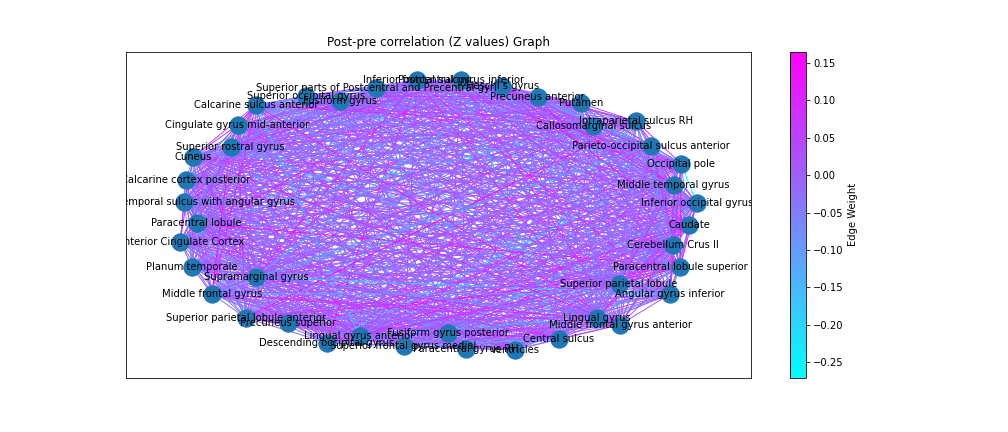 Post-pre correlation (Z values) Graph
Inferior frontal sulcus
Postcentral gyrus inferior
Heschl's gyrus
Superior parts of Postcentral and Precentral gyri
Superior occipital gyrus
Fusiform gyrus
Precuneus anterior
Putamen
Calcarine sulcus anterior
Intraparietal sulcus RH
Callosomarginal sulcus
Cingulate gyrus mid-anterior
Superior rostral gyrus
Parieto-occipital sulcus anterior
Cuneus
Occipital pole
alcarine cortex posterior
Middle temporal gyrus
emporal sulcus with angular gyrus
Inferior occipital gyrus
Paracentral lobule
Caudate
nterior Cingulate Cortex
Cerebellum Crus II
Planum temporale
Paracentral lobule superior
Supramarginal gyrus
Superior parietal lobule
Middle frontal gyrus
Angular gyrus inferior
Superior parietal lobule anterior
Precuneus superior
Lingual gyrus
Middle frontal gyrus anterior
Lingual gyrus anterior
Fusiform gyrus posterior
Central sulcus
Descending occipital gyrus
Superior frontal gyrus medial
Paracentral gyrus RH
ventricles
0.15
0.10
0.05
0.00
−0.05
−0.10
−0.15
−0.20
−0.25
Edge Weight